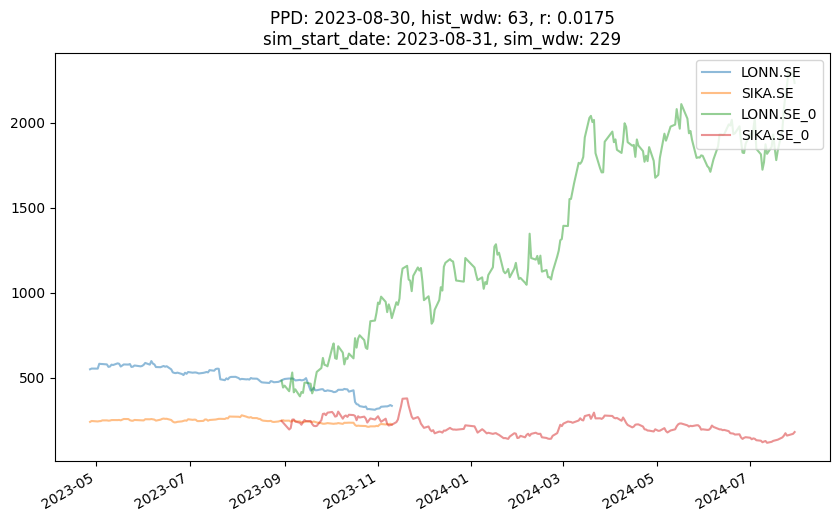 PPD: 2023-08-30, hist_wdw: 63, r: 0.0175
sim_start_date: 2023-08-31, sim_wdw: 229
LONN.SE
SIKA.SE
LONN.SE_0
SIKA.SE_0
2000
1500
1000
500
2023-05
2023-07
2023-09
2023-11
2024-01
2024-03
2024-05
2024-07